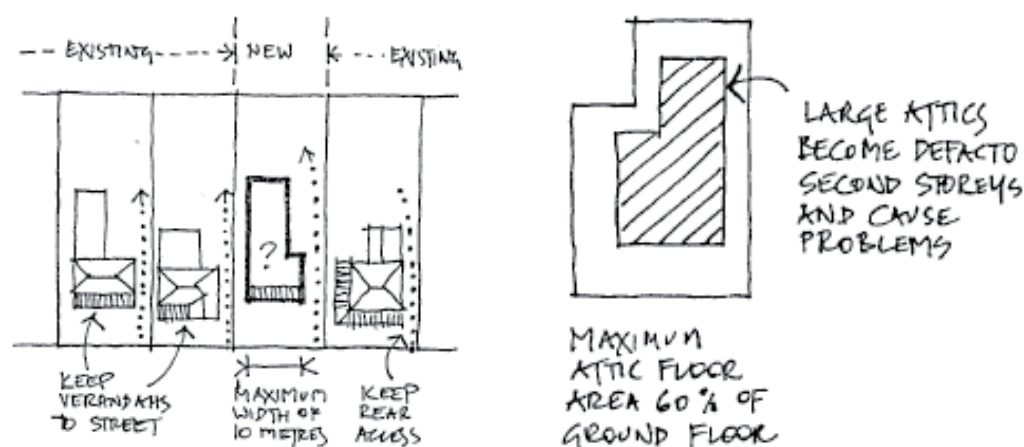 EXISTING
NEW
EXISTING
?
KEEP
VERANDAHS
TO STREET
MAXIMUM
WIDTH OF
10 METRES
KEEP
REAR
ACCESS
LARGE ATTICS
BECOME DEFACTO
SECOND STOREYS
AND CAUSE
PROBLEMS
MAXIMUM
ATTIC FLOOR
AREA 60% OF
GROUND FLOOR